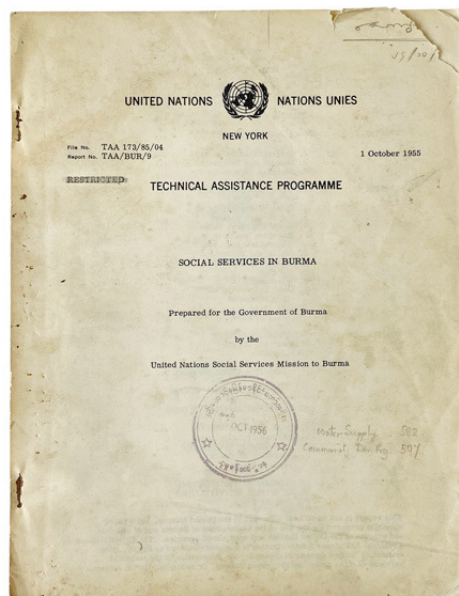 UNITED NATIONS NATIONS UNIES
NEW YORK
File No. TAA 173/85/04
Report No. TAA/BUR/9
1 October 1955
RESTRICTED
TECHNICAL ASSISTANCE PROGRAMME
SOCIAL SERVICES IN BURMA
Prepared for the Government of Burma
by the
United Nations Social Services Mission to Burma
OCT 1956
Water Supply
Community Dev